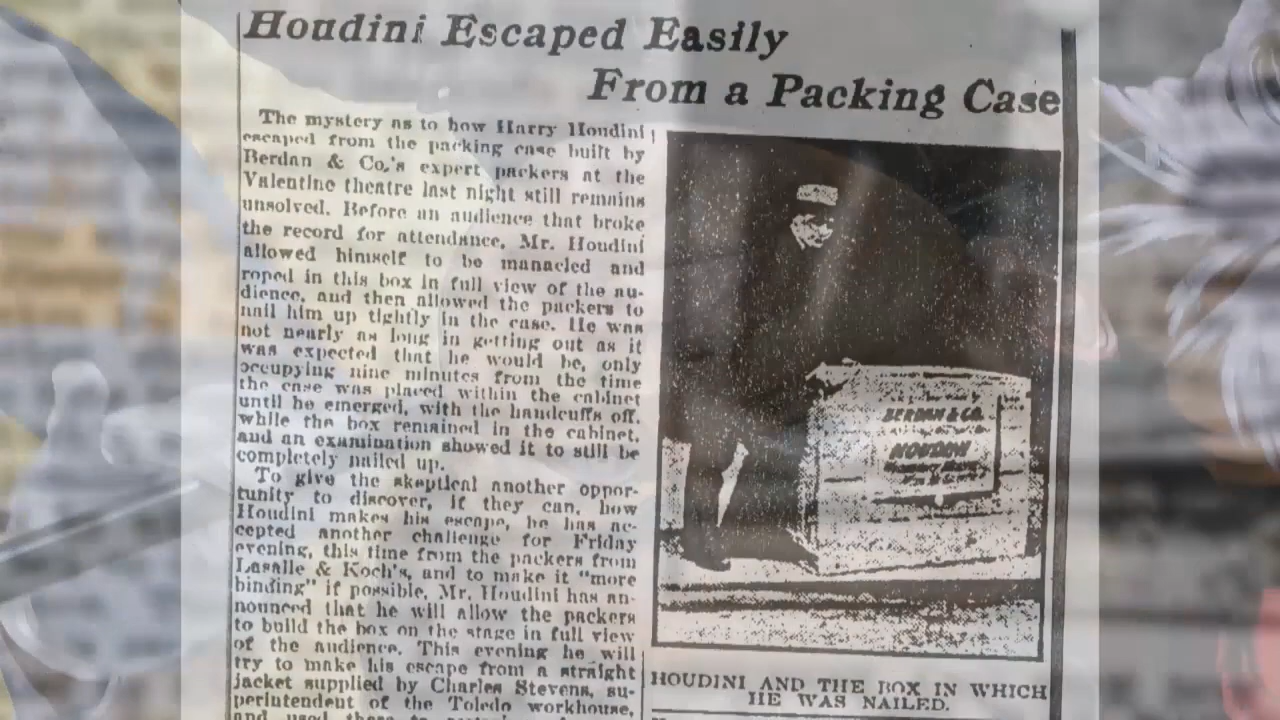 Houdini Escaped Easily
From a Packing Case
The mystery as to how Harry Houdini
escaped from the packing case built by
Berdan & Co.'s expert packers at the
Valentine theatre last night still remains
unsolved. Before an audience that broke
the record for attendance, Mr. Houdini
allowed himself to be manacled and
roped in this box in full view of the au-
dience, and then allowed the packers to
nail him up tightly in the case. He was
not nearly as long in getting out as it
was expected that he would be, only
occupying nine minutes from the time
the case was placed within the cabinet
until he emerged, with the handcuffs off,
while the box remained in the cabinet,
and an examination showed it to still be
completely nailed up.
To give the skeptical another oppor-
tunity to discover, if they can, how
Houdini makes his escape, he has ac-
cepted another challenge for Friday
evening, this time from the packers from
Lasalle & Koch's, and to make it "more
binding" if possible, Mr. Houdini has an-
nounced that he will allow the packers
to build the box on the stage in full view
of the audience. This evening he will
try to make his escape from a straight
jacket supplied by Charles Stevens, su-
perintendent of the Toledo workhouse,
and used there to
BERDAN & CO.
HOUDINI
HOUDINI AND THE BOX IN WHICH
HE WAS NAILED.